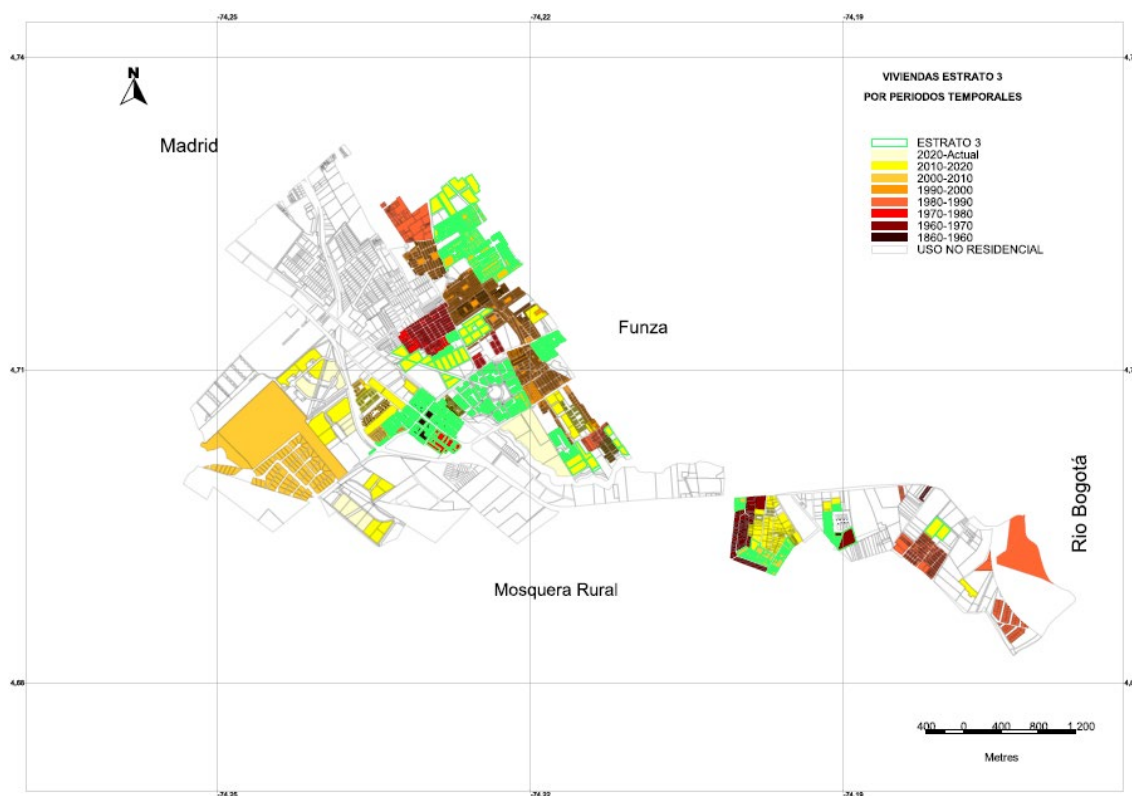 -74,25 -74,22 -74,19
4,74
N
Madrid
VIVIENDAS ESTRATO 3
POR PERIODOS TEMPORALES
ESTRATO 3
2020-Actual
2010-2020
2000-2010
1990-2000
1980-1990
1970-1980
1960-1970
1860-1960
USO NO RESIDENCIAL
Funza
4,71
Rio Bogotá
Mosquera Rural
4,68
400 0 400 800 1,200
Metres